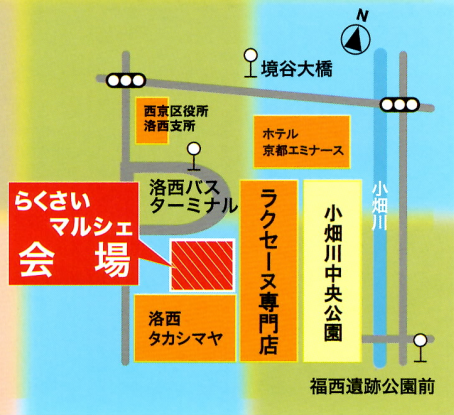 N
境谷大橋
西京区役所
洛西支所
ホテル
京都エミナース
洛西バス
ターミナル
小畑川
らくさい
マルシェ
会 場
ラクセーヌ専門店
小畑川中央公園
洛西
タカシマヤ
福西遺跡公園前